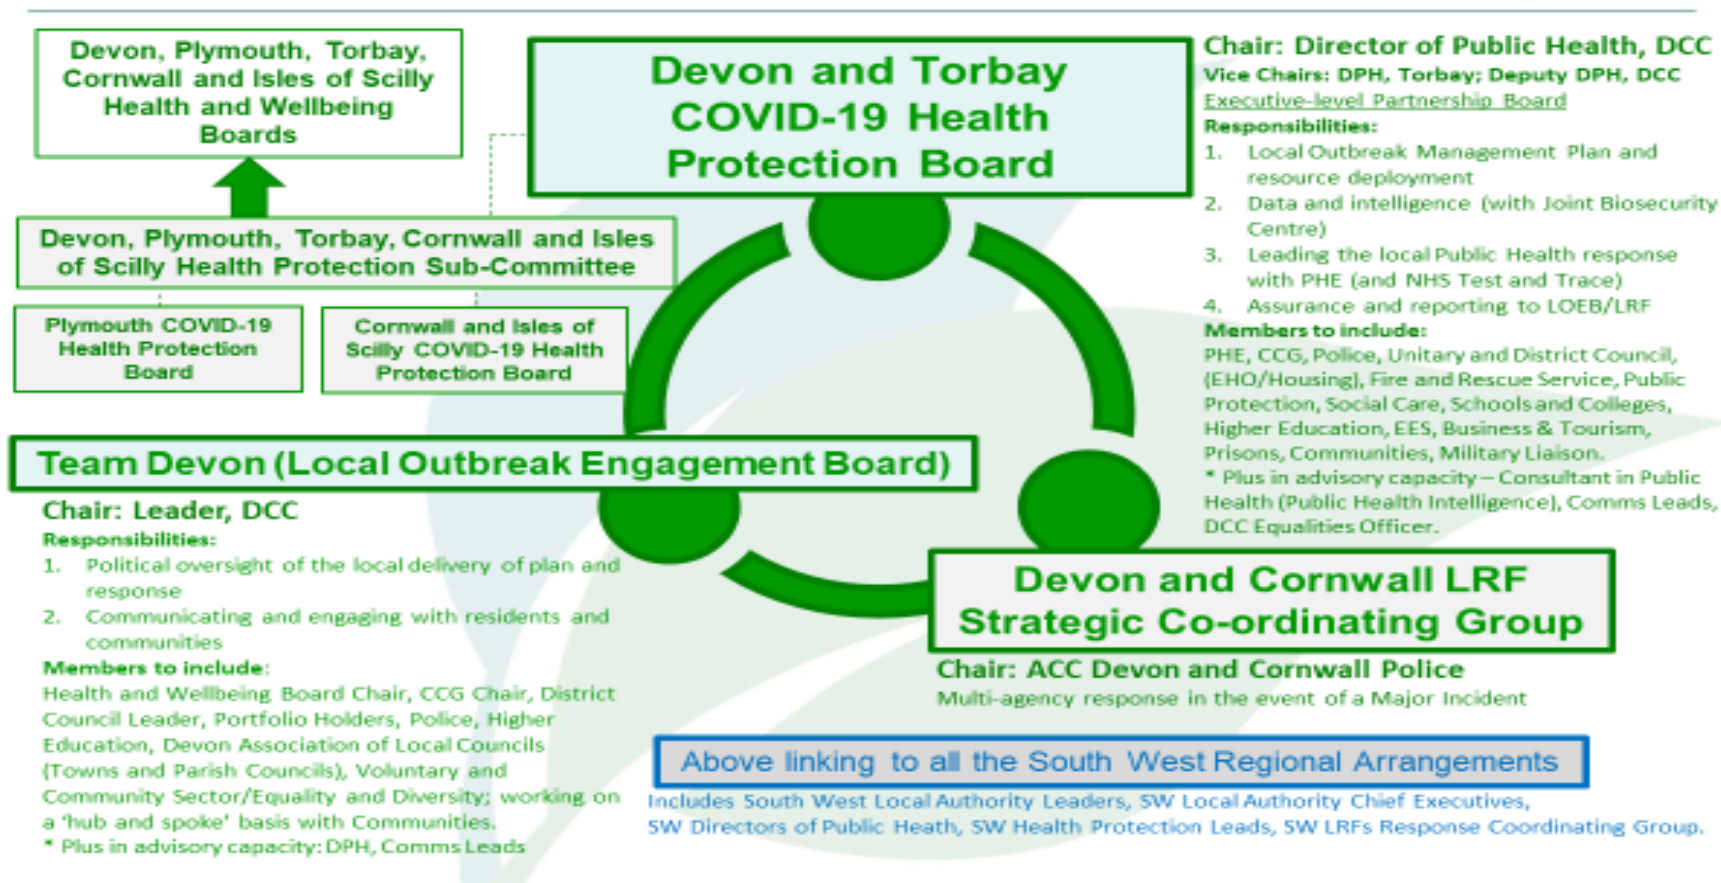 Devon, Plymouth, Torbay,
Cornwall and Isles of Scilly
Health and Wellbeing
Boards
Devon, Plymouth, Torbay, Cornwall and Isles
of Scilly Health Protection Sub-Committee
Plymouth COVID-19
Health Protection
Board
Cornwall and Isles of
Scilly COVID-19 Health
Protection Board
Devon and Torbay
COVID-19 Health
Protection Board
Chair: Director of Public Health, DCC
Vice Chairs: DPH, Torbay; Deputy DPH, DCC
Executive-level Partnership Board
Responsibilities:
1. Local Outbreak Management Plan and
resource deployment
2. Data and intelligence (with Joint Biosecurity
Centre)
3. Leading the local Public Health response
with PHE (and NHS Test and Trace)
4. Assurance and reporting to LOEB/LRF
Members to include:
PHE, CCG, Police, Unitary and District Council,
(EHO/Housing), Fire and Rescue Service, Public
Protection, Social Care, Schools and Colleges,
Higher Education, EES, Business & Tourism,
Prisons, Communities, Military Liaison.
* Plus in advisory capacity – Consultant in Public
Health (Public Health Intelligence), Comms Leads,
DCC Equalities Officer.
Team Devon (Local Outbreak Engagement Board)
Chair: Leader, DCC
Responsibilities:
1. Political oversight of the local delivery of plan and
response
2. Communicating and engaging with residents and
communities
Members to include:
Health and Wellbeing Board Chair, CCG Chair, District
Council Leader, Portfolio Holders, Police, Higher
Education, Devon Association of Local Councils
(Towns and Parish Councils), Voluntary and
Community Sector/Equality and Diversity; working on
a 'hub and spoke' basis with Communities.
* Plus in advisory capacity: DPH, Comms Leads
Devon and Cornwall LRF
Strategic Co-ordinating Group
Chair: ACC Devon and Cornwall Police
Multi-agency response in the event of a Major Incident
Above linking to all the South West Regional Arrangements
Includes South West Local Authority Leaders, SW Local Authority Chief Executives,
SW Directors of Public Heath, SW Health Protection Leads, SW LRFs Response Coordinating Group.